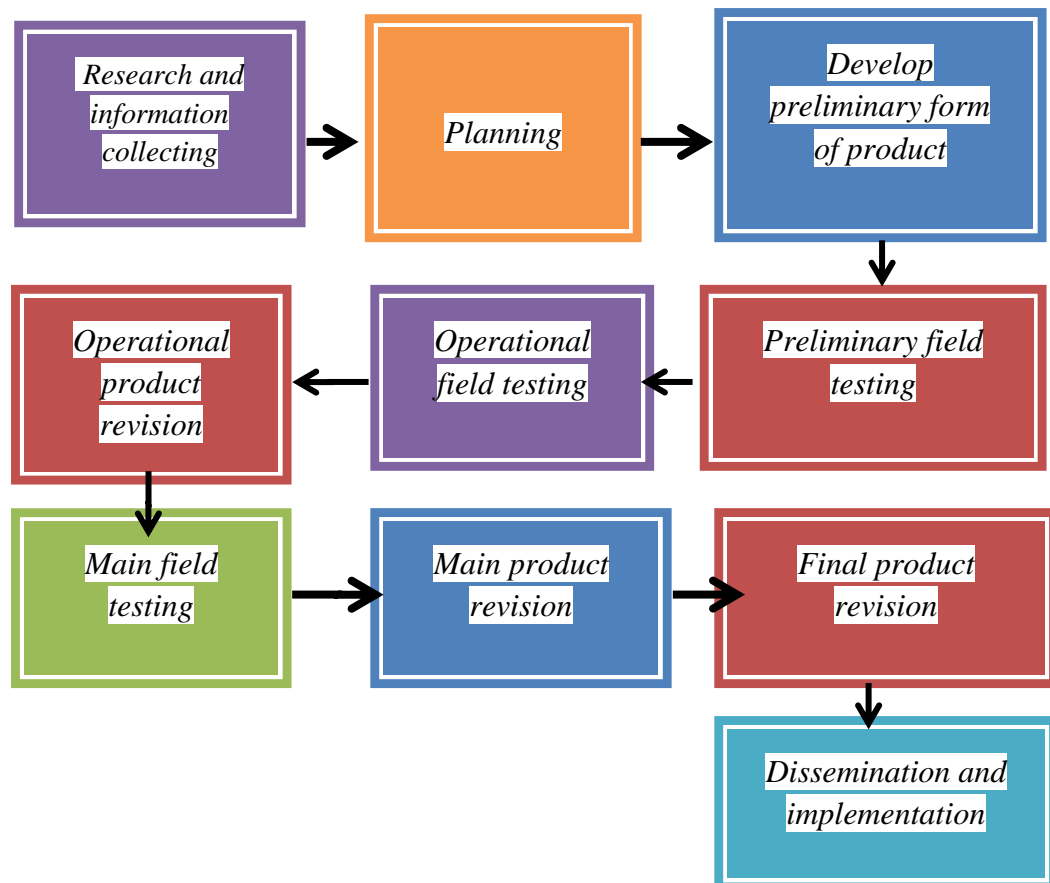 Research and
information
collecting
Planning
Develop
preliminary form
of product
Operational
product
revision
Operational
field testing
Preliminary field
testing
Main field
testing
Main product
revision
Final product
revision
Dissemination and
implementation